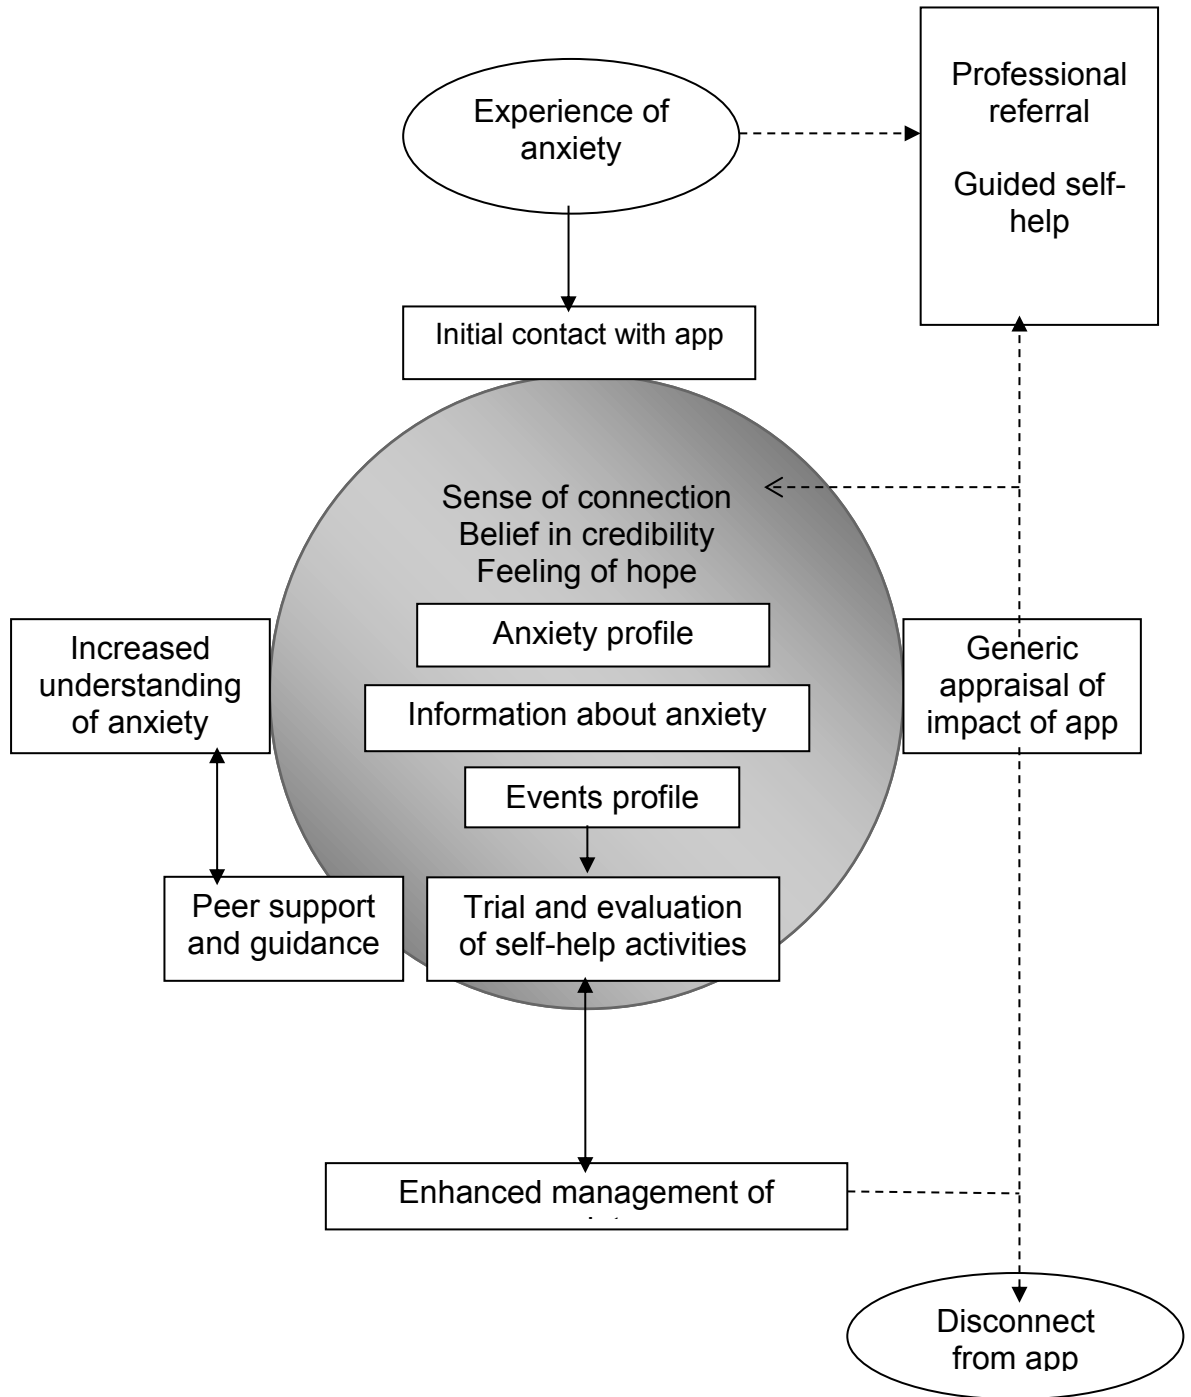 Experience of
anxiety
Professional
referral
Guided self-
help
Initial contact with app
Sense of connection
Belief in credibility
Feeling of hope
Anxiety profile
Information about anxiety
Events profile
Increased
understanding
of anxiety
Generic
appraisal of
impact of app
Peer support
and guidance
Trial and evaluation
of self-help activities
Enhanced management of
Disconnect
from app